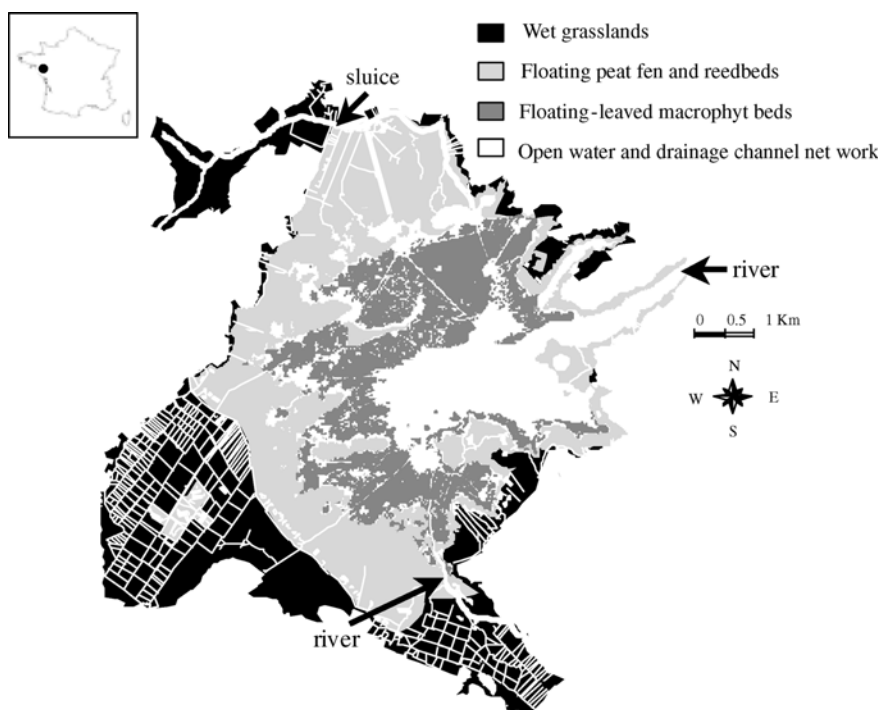 Wet grasslands
Floating peat fen and reedbeds
Floating-leaved macrophyt beds
Open water and drainage channel net work
sluice
river
0 0.5 1 Km
N
W E
S
river